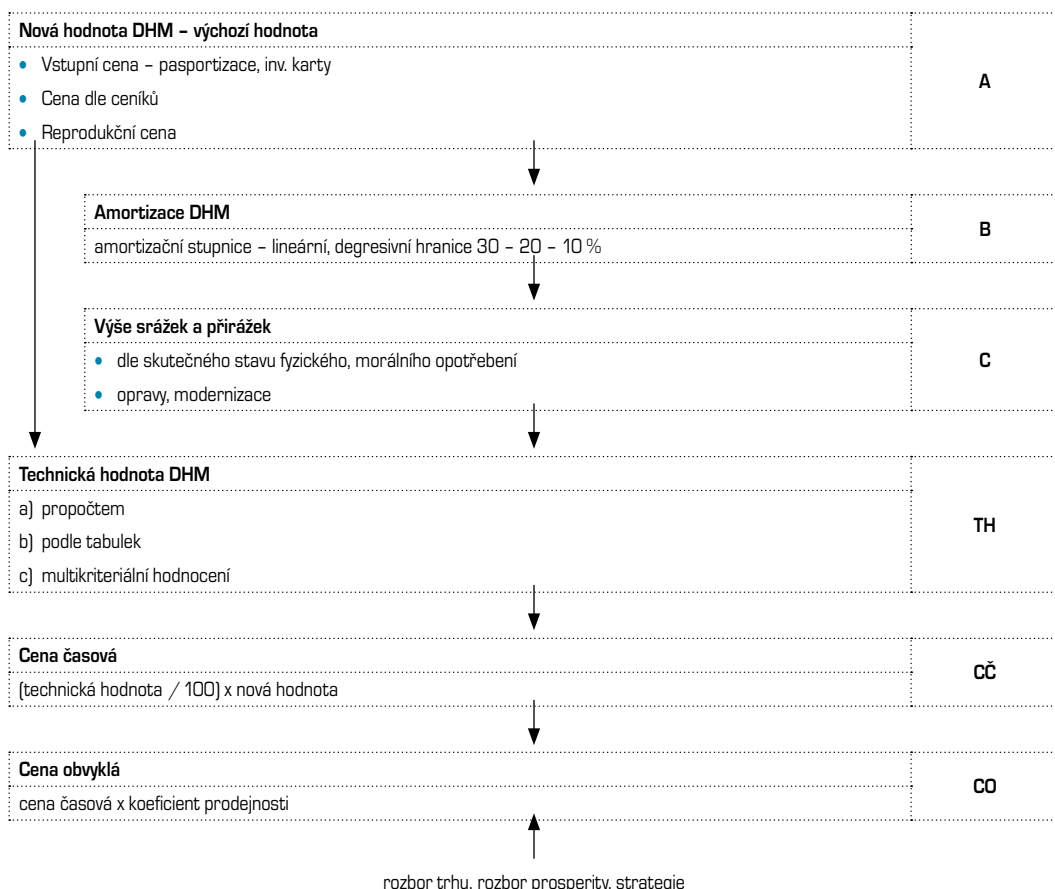 Nová hodnota DHM – výchozí hodnota
• Vstupní cena – pasportizace, inv. karty
• Cena dle ceníků
• Reprodukční cena
A
Amortizace DHM
amortizační stupnice – lineární, degresivní hranice 30 – 20 – 10 %
B
Výše srážek a přirážek
• dle skutečného stavu fyzického, morálního opotřebení
• opravy, modernizace
C
Technická hodnota DHM
a) propočtem
b) podle tabulek
c) multikriteriální hodnocení
TH
Cena časová
(technická hodnota / 100) x nová hodnota
CČ
Cena obvyklá
cena časová x koeficient prodejnosti
CO
rozbor trhu, rozbor prosperity, strategie